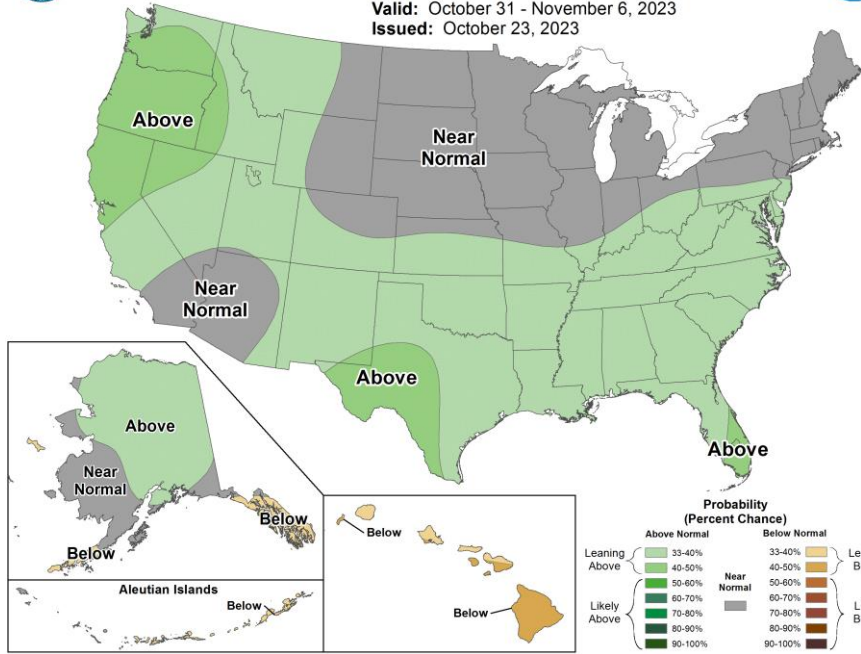 Valid: October 31 - November 6, 2023
Issued: October 23, 2023
Above
Near
Normal
Near
Normal
Above
Above
Above
Near
Normal
Below
Below
Aleutian Islands
Below
Below
Below
Probability
(Percent Chance)
Above Normal
Below Normal
Leaning
Above
33-40%
40-50%
Likely
Above
50-60%
60-70%
70-80%
80-90%
90-100%
Near
Normal
33-40%
40-50%
50-60%
60-70%
70-80%
80-90%
90-100%
Le
B
L
B